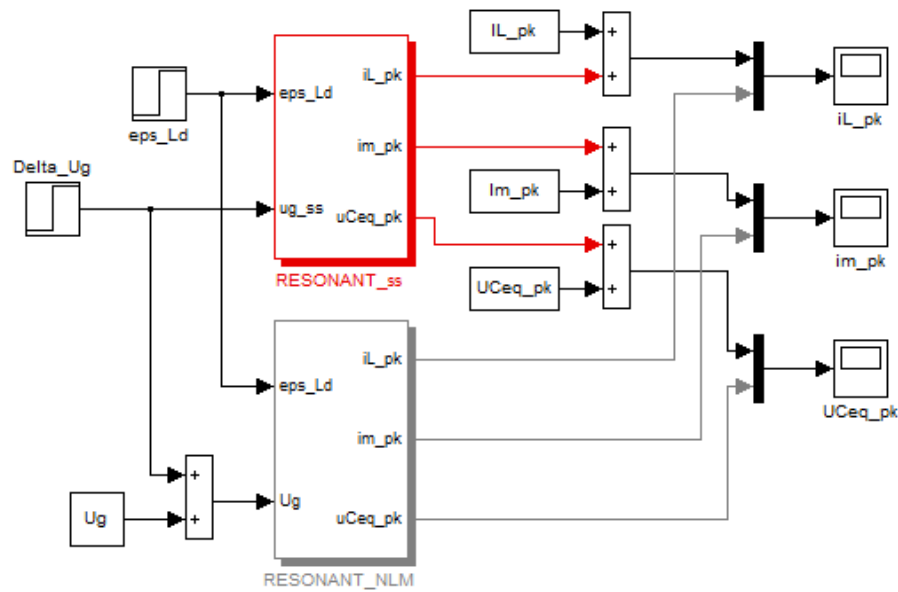 IL_pk
+
+
iL_pk
eps_Ld
iL_pk
eps_Ld
im_pk
+
+
Im_pk
Delta_Ug
ug_ss
uCeq_pk
im_pk
+
+
UCeq_pk
RESONANT_ss
iL_pk
eps_Ld
UCeq_pk
im_pk
+
+
Ug
Ug
uCeq_pk
RESONANT_NLM